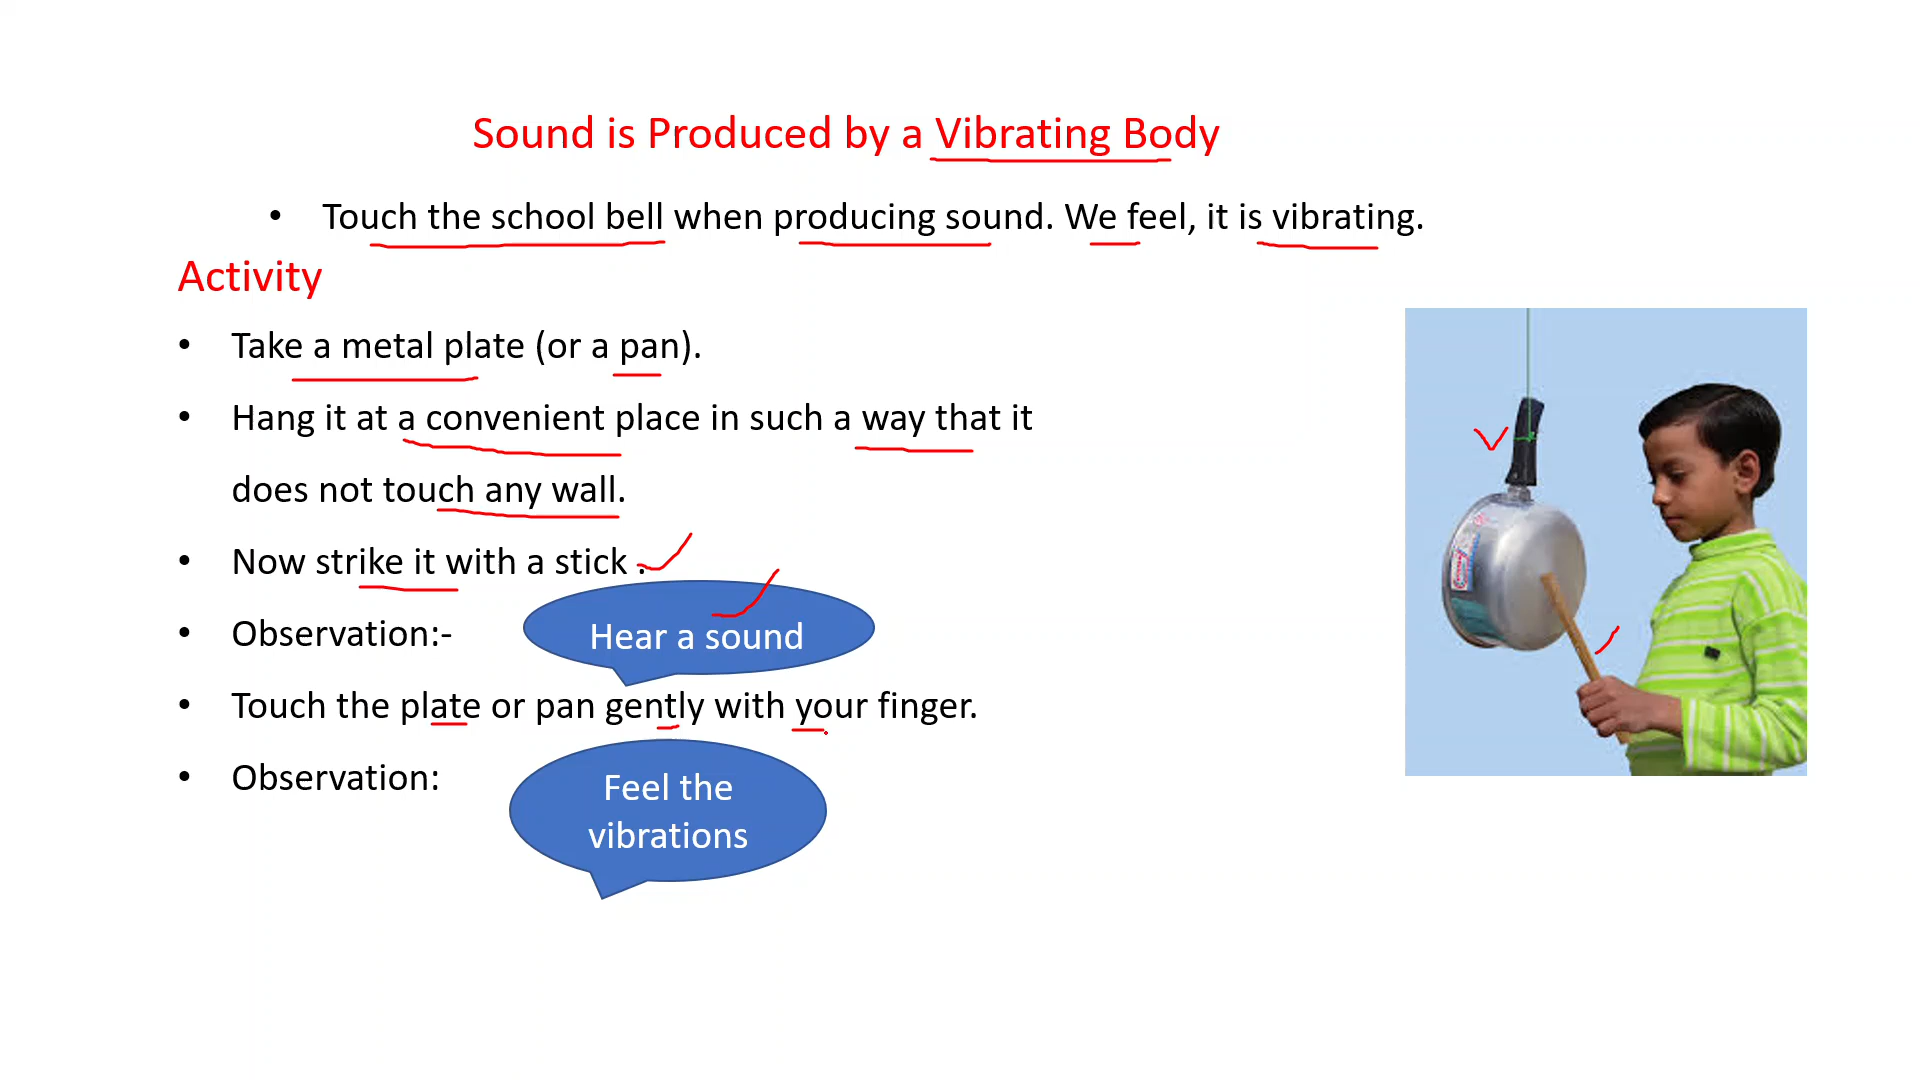 Sound is Produced by a Vibrating Body
• Touch the school bell when producing sound. We feel, it is vibrating.
Activity
• Take a metal plate (or a pan).
• Hang it at a convenient place in such a way that it
does not touch any wall.
• Now strike it with a stick .
• Observation:-
Hear a sound
• Touch the plate or pan gently with your finger.
• Observation:
Feel the
vibrations